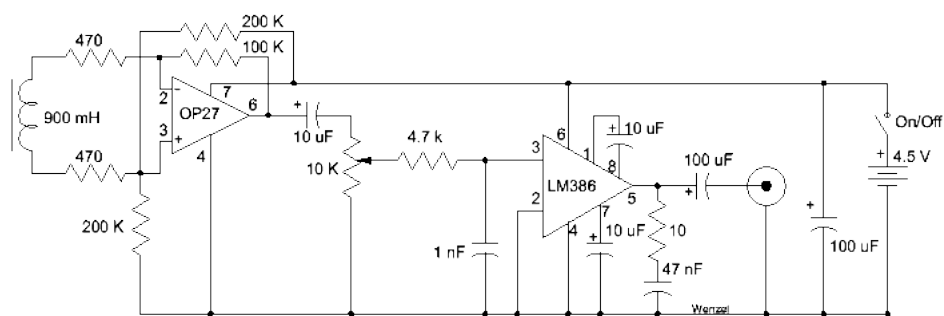 200 K
470
100 K
7
2
-
OP27
6
+
900 mH
10 uF
3
+
470
4
10 K
4.7 k
200 K
6
1
+
10 uF
3
8
LM386
100 uF
5
+
2
7
4
+
10 uF
10
1 nF
47 nF
On/Off
+
4.5 V
+
100 uF
Wenzel